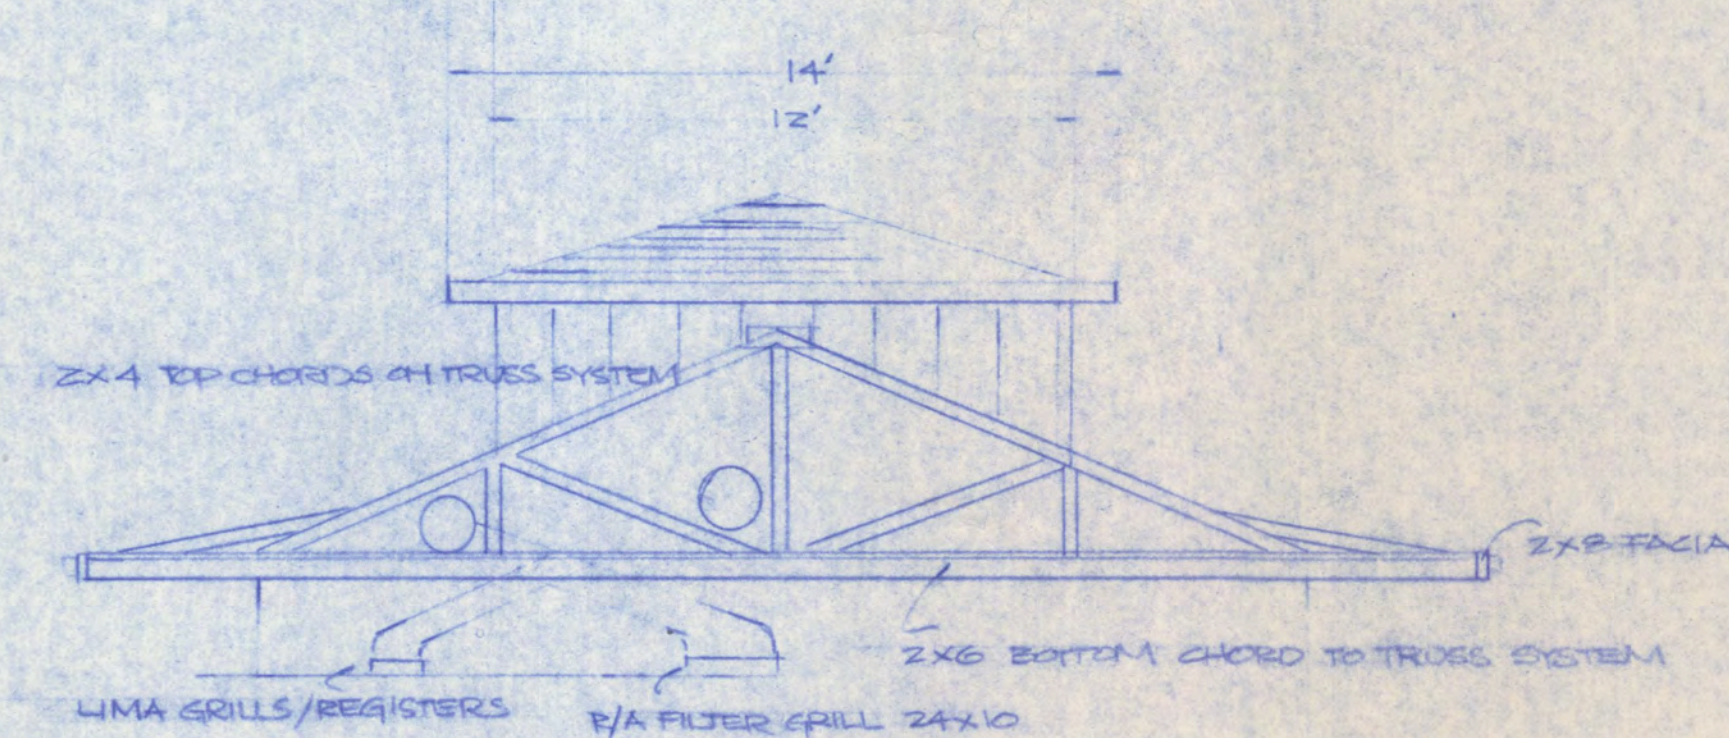 14'
12'
2X4 TOP CHORDS ON TRUSS SYSTEM
2X8 FACIA
2X6 BOTTOM CHORD TO TRUSS SYSTEM
LIMA GRILLS/REGISTERS
R/A FILTER GRILL 24X10